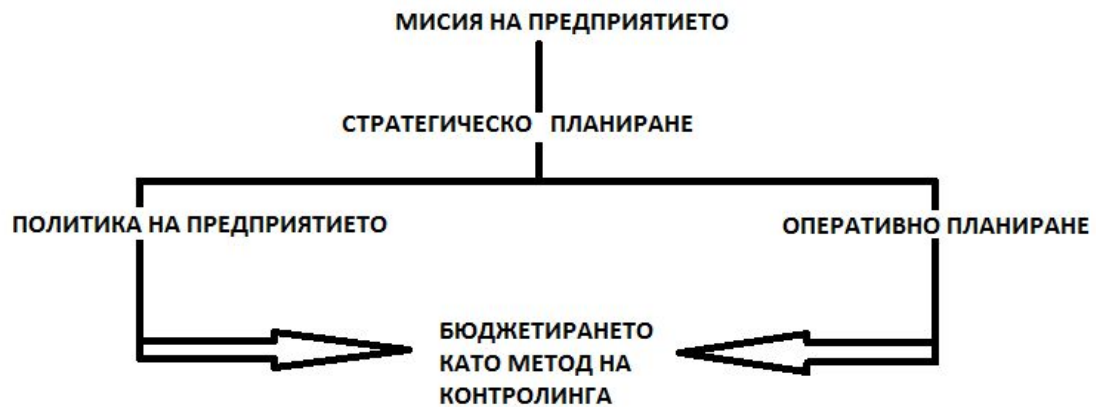 МИСИЯ НА ПРЕДПРИЯТИЕТО
СТРАТЕГИЧЕСКО ПЛАНИРАНЕ
ПОЛИТИКА НА ПРЕДПРИЯТИЕТО
ОПЕРАТИВНО ПЛАНИРАНЕ
БЮДЖЕТИРАНЕТО
КАТО МЕТОД НА
КОНТРОЛИНГА